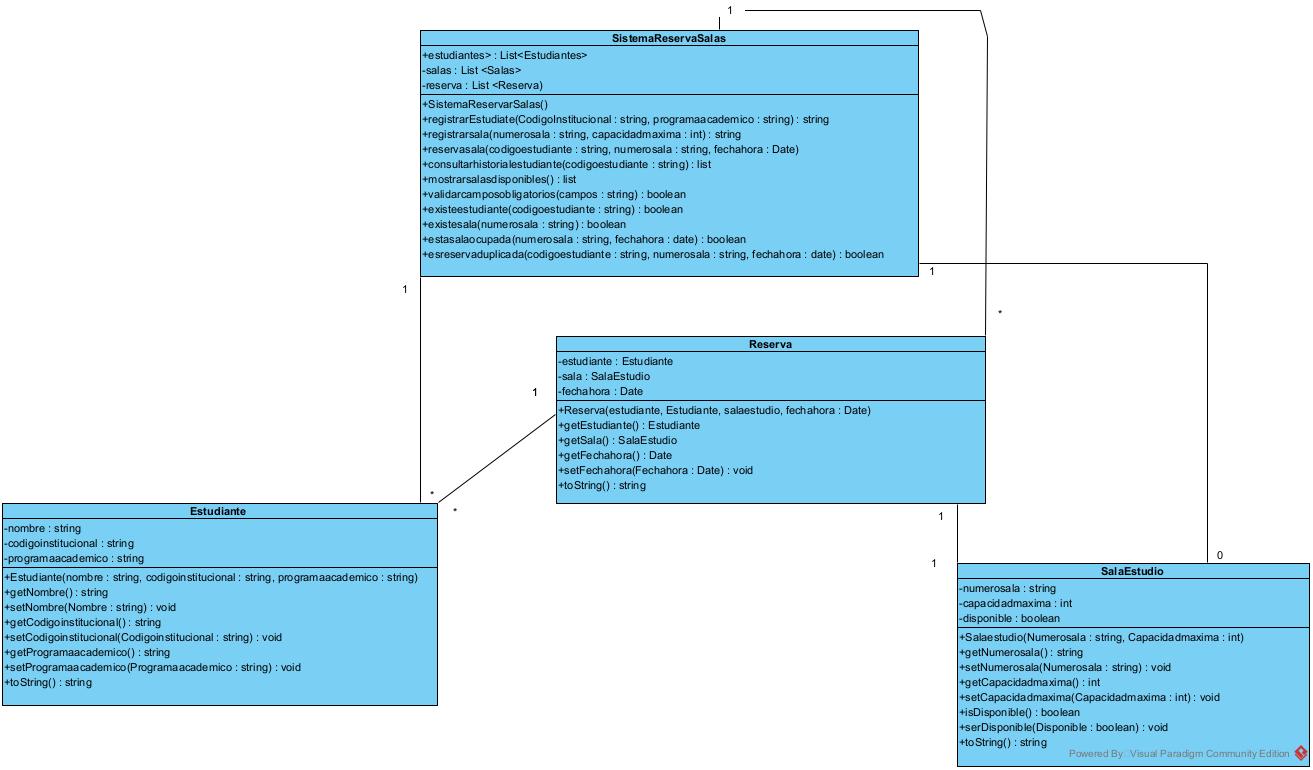 1
SistemaReservaSalas
+estudiantes> : List<Estudiantes>
-salas : List <Salas>
-reserva : List <Reserva)
+SistemaReservarSalas()
+registrarEstudiate(CodigoInstitucional : string, programaacademico : string) : string
+registrarsala(numerosala : string, capacidadmaxima : int) : string
+reservasala(codigoestudiante : string, numerosala : string, fechahora : Date)
+consultarhistorialestudiante(codigoestudiante : string) : list
+mostrarsalasdisponibles() : list
+validarcamposobligatorios(campos : string) : boolean
+existeestudiante(codigoestudiante : string) : boolean
+existesala(numerosala : string) : boolean
+estasalaocupada(numerosala : string, fechahora : date) : boolean
+esreservaduplicada(codigoestudiante : string, numerosala : string, fechahora : date) : boolean
1
1
*
Reserva
-estudiante : Estudiante
-sala : SalaEstudio
-fechahora : Date
+Reserva(estudiante, Estudiante, salaestudio, fechahora : Date)
+getEstudiante() : Estudiante
+getSala() : SalaEstudio
+getFechahora() : Date
+setFechahora(Fechahora : Date) : void
+toString() : string
1
*
*
1
1
0
Estudiante
-nombre : string
-codigoinstitucional : string
-programaacademico : string
+Estudiante(nombre : string, codigoinstitucional : string, programaacademico : string)
+getNombre() : string
+setNombre(Nombre : string) : void
+getCodigoinstitucional() : string
+setCodigoinstitucional(Codigoinstitucional : string) : void
+getProgramaacademico() : string
+setProgramaacademico(Programaacademico : string) : void
+toString() : string
SalaEstudio
-numerosala : string
-capacidadmaxima : int
-disponible : boolean
+Salaestudio(Numerosala : string, Capacidadmaxima : int)
+getNumerosala() : string
+setNumerosala(Numerosala : string) : void
+getCapacidadmaxima() : int
+setCapacidadmaxima(Capacidadmaxima : int) : void
+isDisponible() : boolean
+serDisponible(Disponible : boolean) : void
+toString() : string
Powered By Visual Paradigm Community Edition